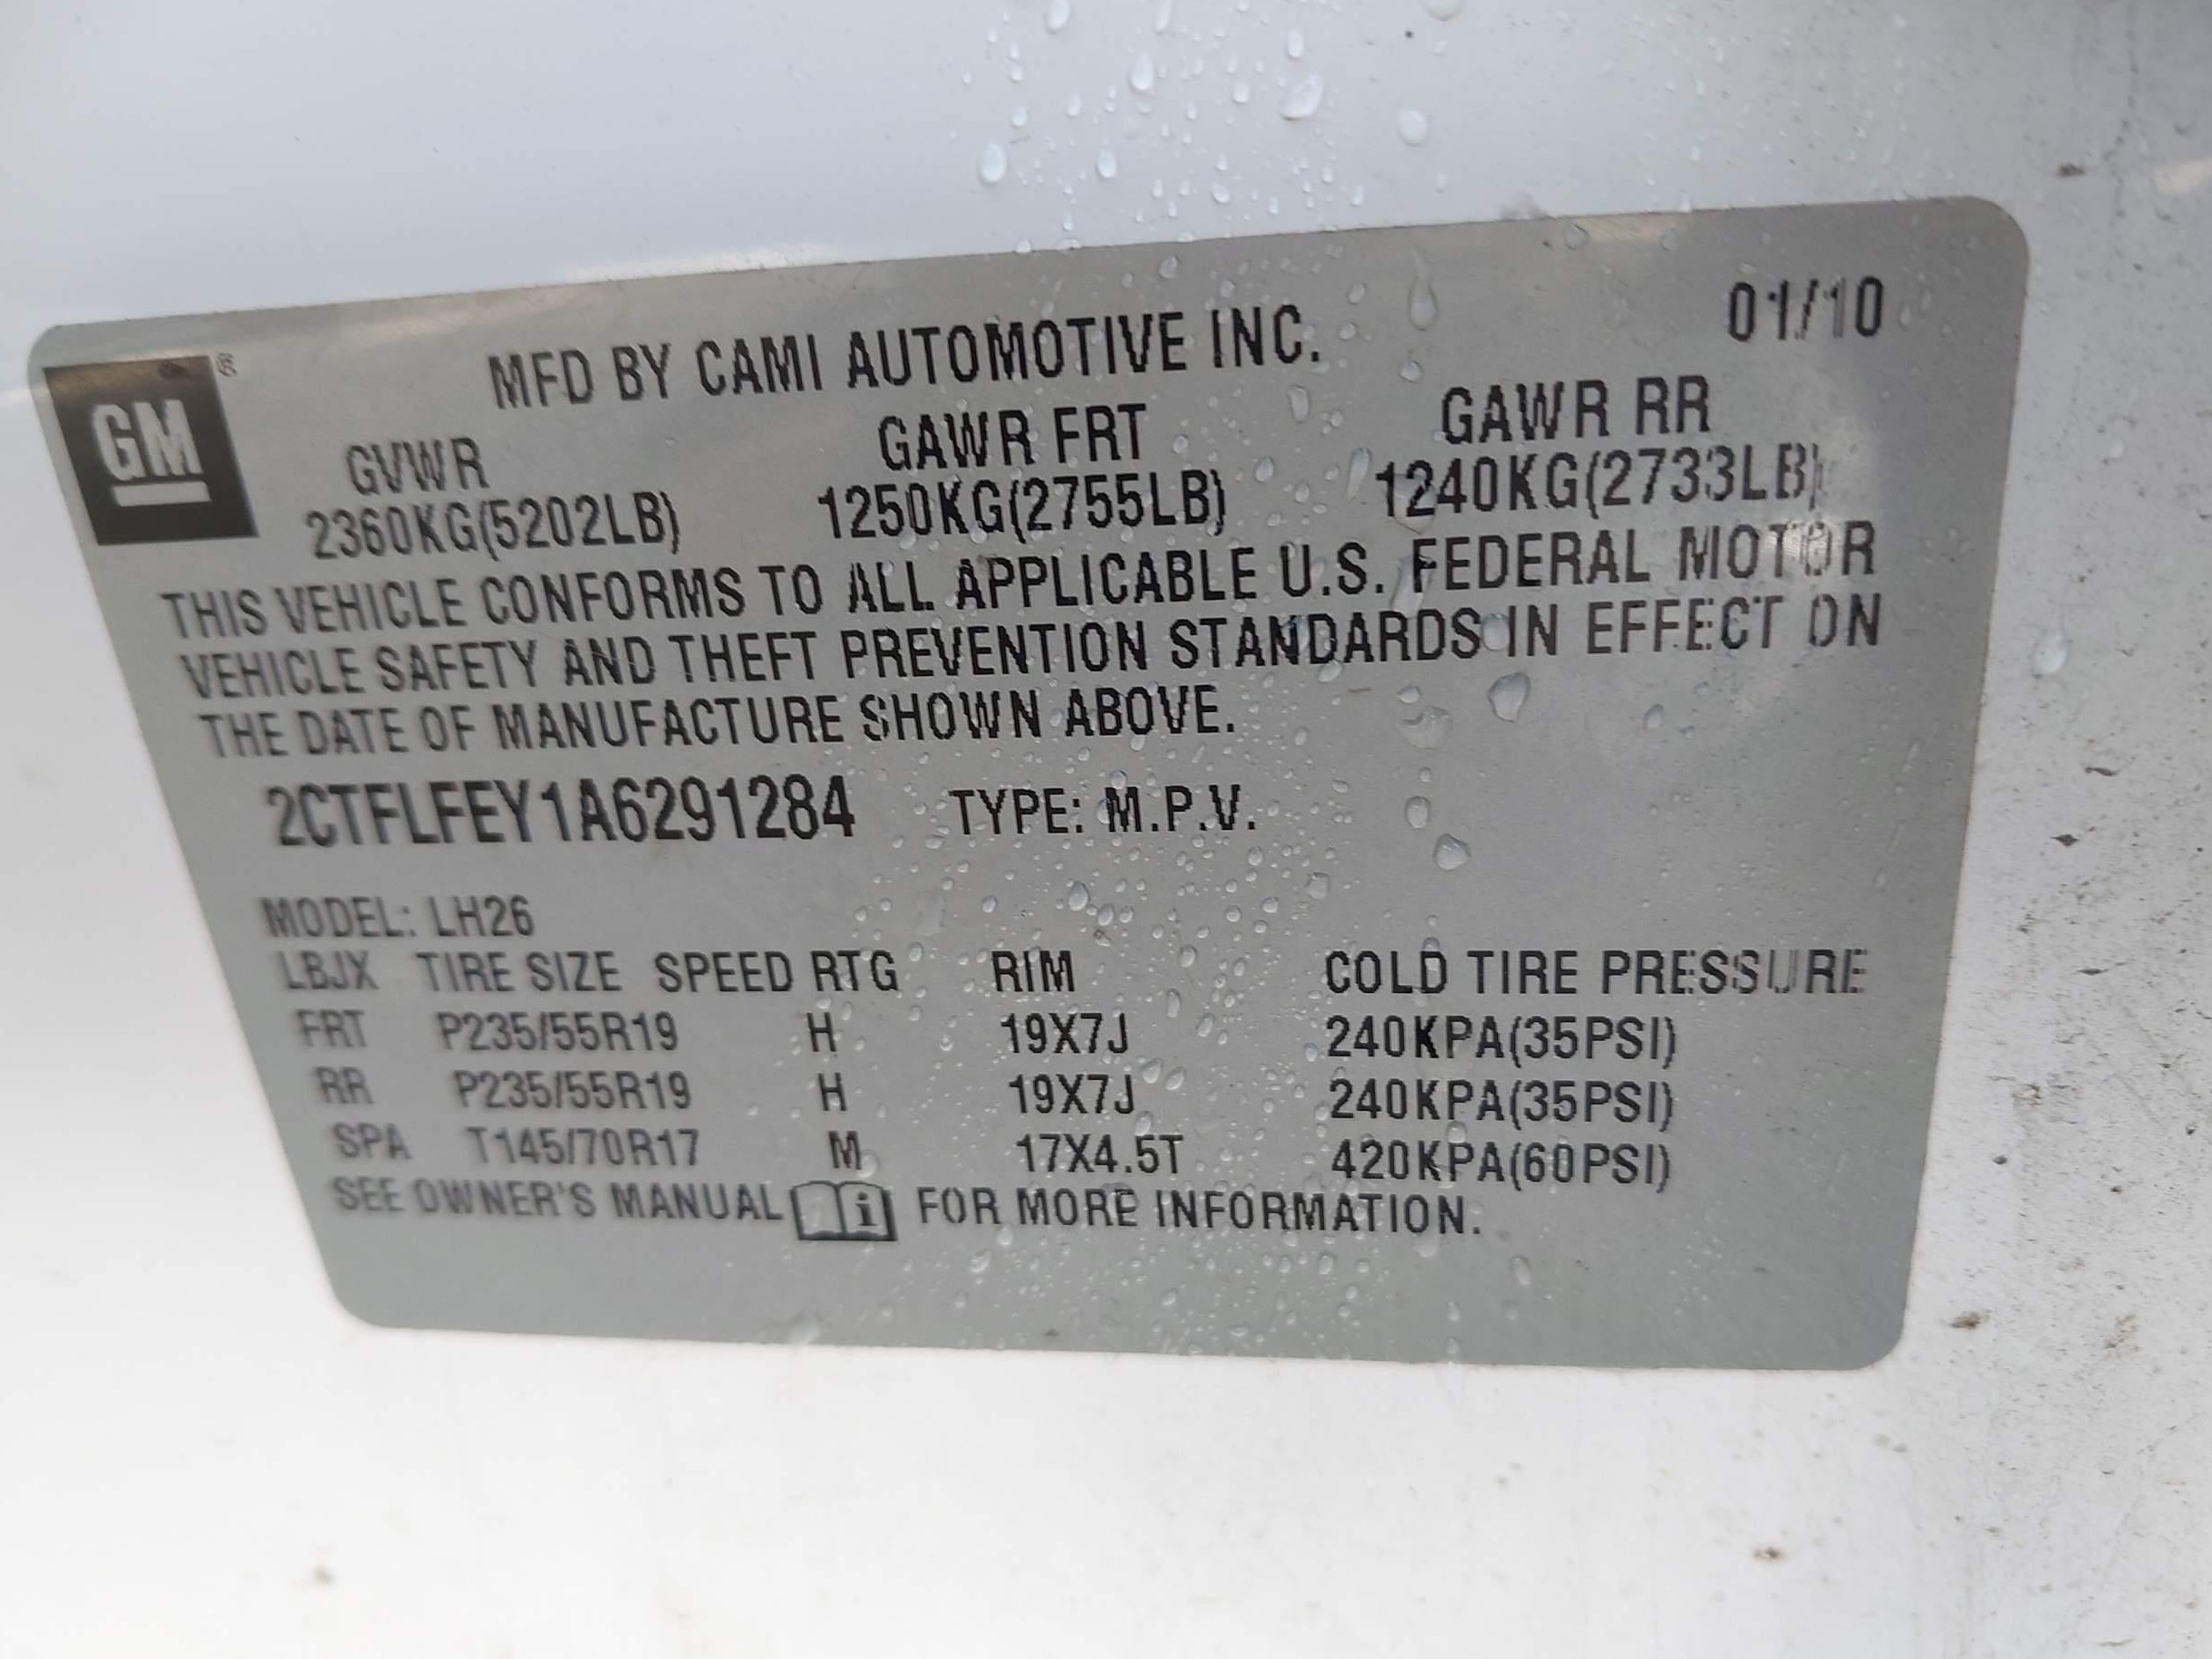 GM ®
MFD BY CAMI AUTOMOTIVE INC. 01/10
GVWR GAWR FRT GAWR RR
2360KG(5202LB) 1250KG(2755LB) 1240KG(2733LB)
THIS VEHICLE CONFORMS TO ALL APPLICABLE U.S. FEDERAL MOTOR
VEHICLE SAFETY AND THEFT PREVENTION STANDARDS IN EFFECT ON
THE DATE OF MANUFACTURE SHOWN ABOVE.
2CTFLFEY1A6291284 TYPE: M.P.V.
MODEL: LH26
LBJX TIRE SIZE SPEED RTG RIM COLD TIRE PRESSURE
FRT P235/55R19 H 19X7J 240KPA(35PSI)
RR P235/55R19 H 19X7J 240KPA(35PSI)
SPA T145/70R17 M 17X4.5T 420KPA(60PSI)
SEE OWNER'S MANUAL i FOR MORE INFORMATION.